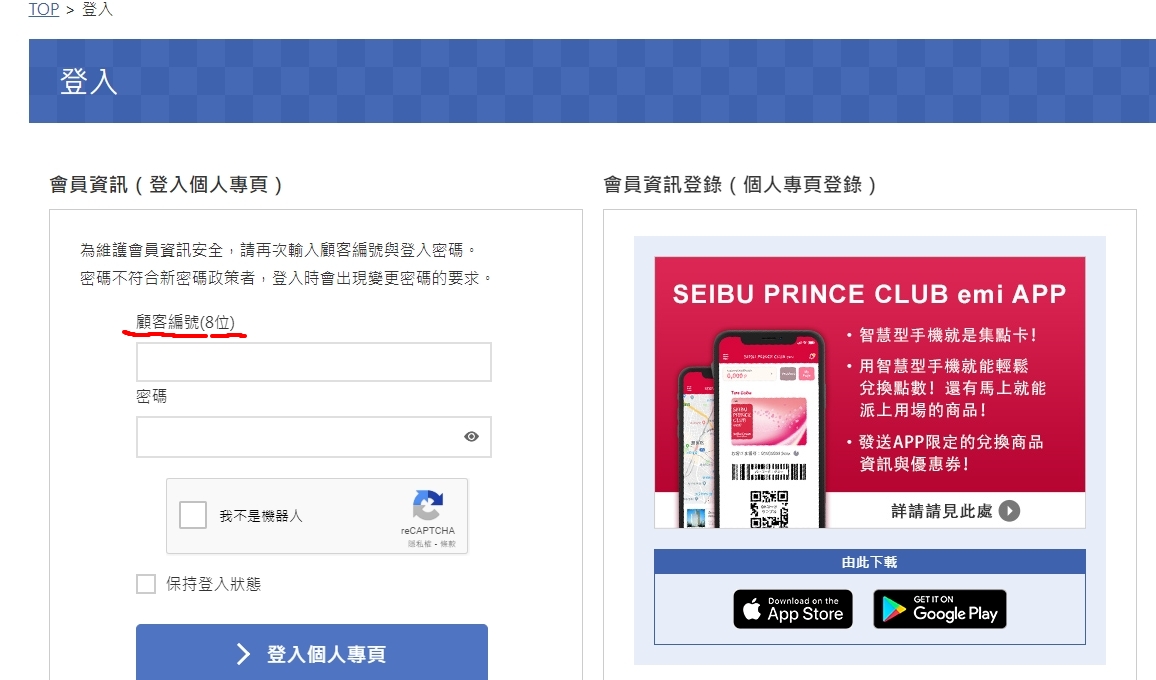 TOP > 登入
登入
會員資訊 ( 登入個人專頁 )
為維護會員資訊安全，請再次輸入顧客編號與登入密碼。
密碼不符合新密碼政策者，登入時會出現變更密碼的要求。
顧客編號(8位)
密碼
我不是機器人
reCAPTCHA
隱私權 - 條款
保持登入狀態
登入個人專頁
會員資訊登錄 ( 個人專頁登錄 )
SEIBU PRINCE CLUB emi APP
・智慧型手機就是集點卡！
・用智慧型手機就能輕鬆
兌換點數！還有馬上就能
派上用場的商品！
・發送APP限定的兌換商品
資訊與優惠券！
SEIBU
PRINCE
CLUB
詳請請見此處
由此下載
Download on the
App Store
GET IT ON
Google Play